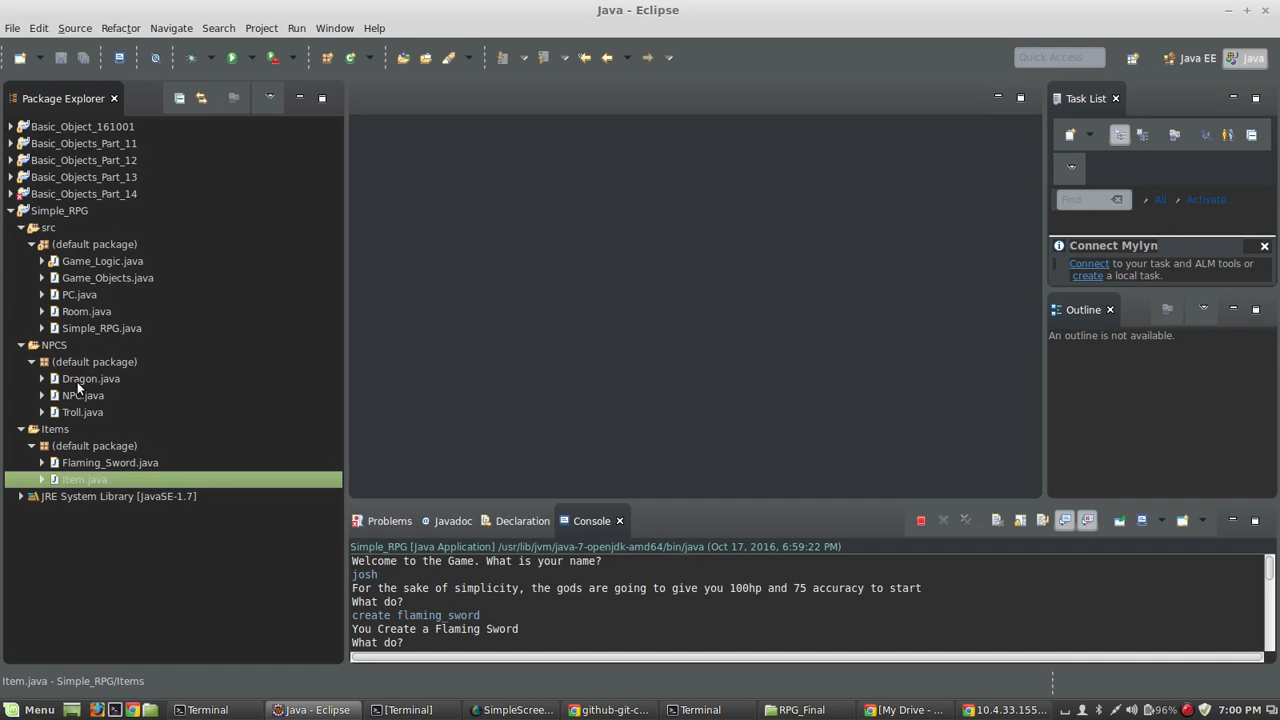 Java - Eclipse
File Edit Source Refactor Navigate Search Project Run Window Help
Quick Access
Java EE
Java
Package Explorer
Task List
Basic_Object_161001
Basic_Objects_Part_11
Basic_Objects_Part_12
Basic_Objects_Part_13
Basic_Objects_Part_14
Simple_RPG
src
(default package)
Game_Logic.java
Game_Objects.java
PC.java
Room.java
Simple_RPG.java
NPCS
(default package)
Dragon.java
NPC.java
Troll.java
Items
(default package)
Flaming_Sword.java
Item.java
JRE System Library [JavaSE-1.7]
Find
All
Activate...
Connect Mylyn
Connect to your task and ALM tools or
create a local task.
Outline
An outline is not available.
Problems Javadoc Declaration Console
Simple_RPG [Java Application] /usr/lib/jvm/java-7-openjdk-amd64/bin/java (Oct 17, 2016, 6:59:22 PM)
Welcome to the Game. What is your name?
josh
For the sake of simplicity, the gods are going to give you 100hp and 75 accuracy to start
What do?
create flaming_sword
You Create a Flaming Sword
What do?
Item.java - Simple_RPG/Items
Menu
Terminal
Java - Eclipse
[Terminal]
SimpleScree...
github-git-c...
Terminal
RPG_Final
[My Drive - ...
10.4.33.155...
96%
7:00 PM